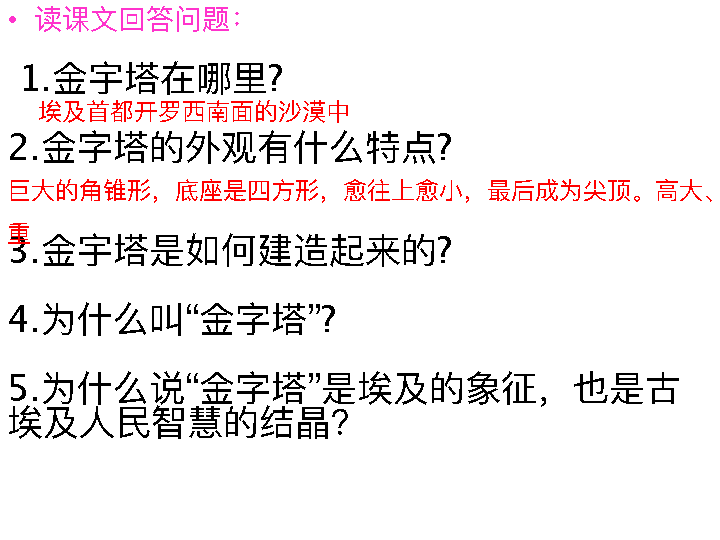 • 读课文回答问题：
1.金宇塔在哪里?
埃及首都开罗西南面的沙漠中
2.金字塔的外观有什么特点?
巨大的角锥形，底座是四方形，愈往上愈小，最后成为尖顶。高大、
重
3.金宇塔是如何建造起来的?
4.为什么叫“金字塔”?
5.为什么说“金字塔”是埃及的象征，也是古
埃及人民智慧的结晶？